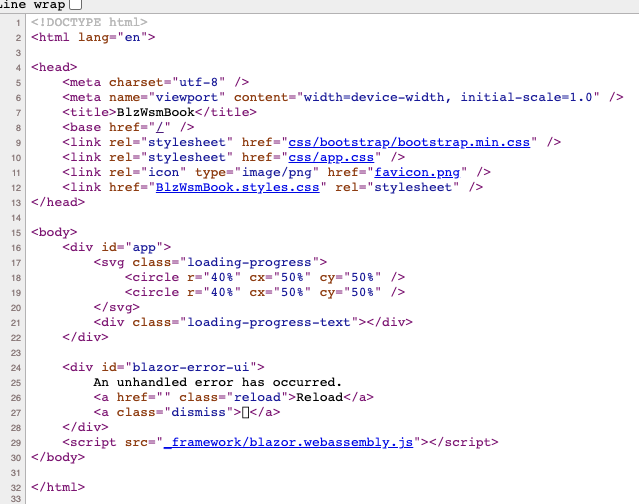 Line wrap
1 <!DOCTYPE html>
2 <html lang="en">
3
4 <head>
5 <meta charset="utf-8" />
6 <meta name="viewport" content="width=device-width, initial-scale=1.0" />
7 <title>BlzWsmBook</title>
8 <base href="/" />
9 <link rel="stylesheet" href="css/bootstrap/bootstrap.min.css" />
10 <link rel="stylesheet" href="css/app.css" />
11 <link rel="icon" type="image/png" href="favicon.png" />
12 <link href="BlzWsmBook.styles.css" rel="stylesheet" />
13 </head>
14
15 <body>
16 <div id="app">
17 <svg class="loading-progress">
18 <circle r="40%" cx="50%" cy="50%" />
19 <circle r="40%" cx="50%" cy="50%" />
20 </svg>
21 <div class="loading-progress-text"></div>
22 </div>
23
24 <div id="blazor-error-ui">
25 An unhandled error has occurred.
26 <a href="" class="reload">Reload</a>
27 <a class="dismiss">▯</a>
28 </div>
29 <script src="_framework/blazor.webassembly.js"></script>
30 </body>
31
32 </html>
33